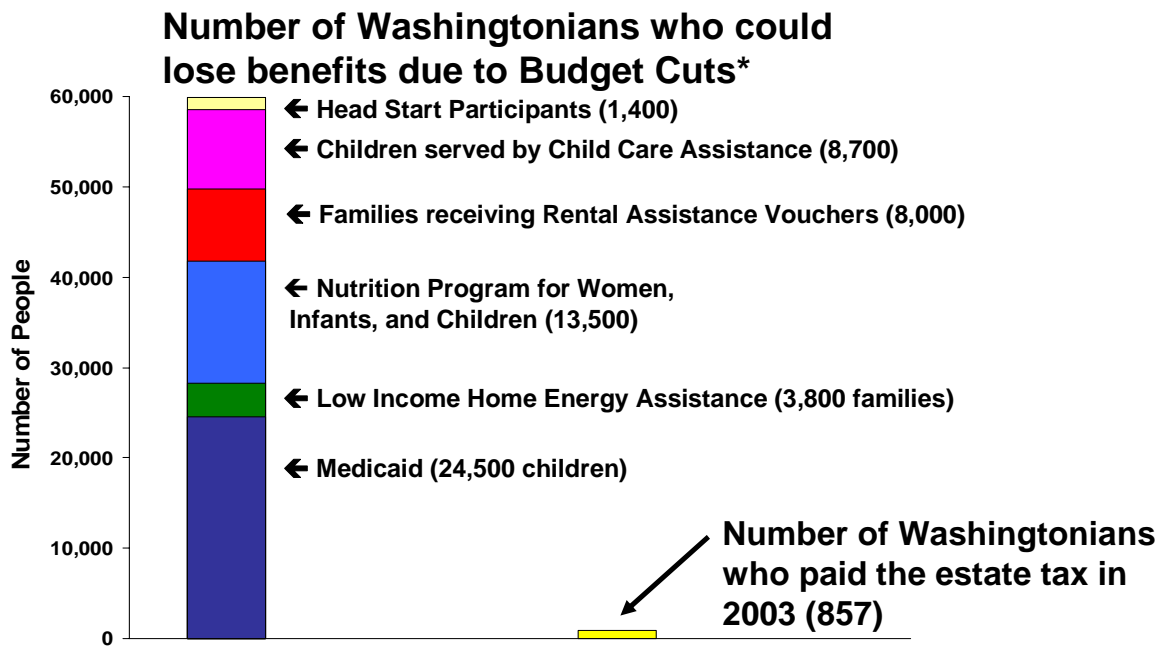 Number of Washingtonians who could
lose benefits due to Budget Cuts*
60,000
50,000
40,000
30,000
20,000
10,000
0
Number of People
← Head Start Participants (1,400)
← Children served by Child Care Assistance (8,700)
← Families receiving Rental Assistance Vouchers (8,000)
← Nutrition Program for Women,
Infants, and Children (13,500)
← Low Income Home Energy Assistance (3,800 families)
← Medicaid (24,500 children)
Number of Washingtonians
who paid the estate tax in
2003 (857)